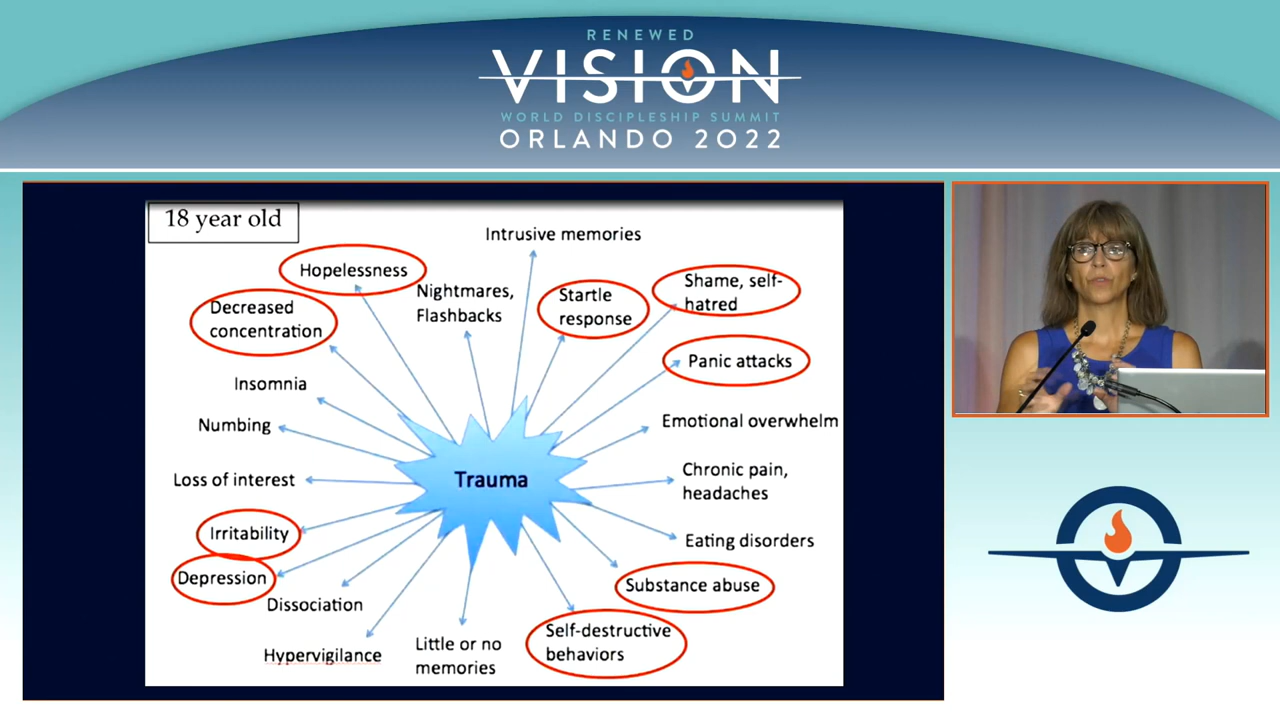 RENEWED
VISION
WORLD DISCIPLESHIP SUMMIT
ORLANDO 2022
18 year old
Intrusive memories
Hopelessness
Nightmares,
Flashbacks
Startle
response
Shame, self-
hatred
Decreased
concentration
Panic attacks
Insomnia
Numbing
Emotional overwhelm
Loss of interest
Trauma
Chronic pain,
headaches
Irritability
Eating disorders
Depression
Substance abuse
Dissociation
Self-destructive
behaviors
Hypervigilance
Little or no
memories